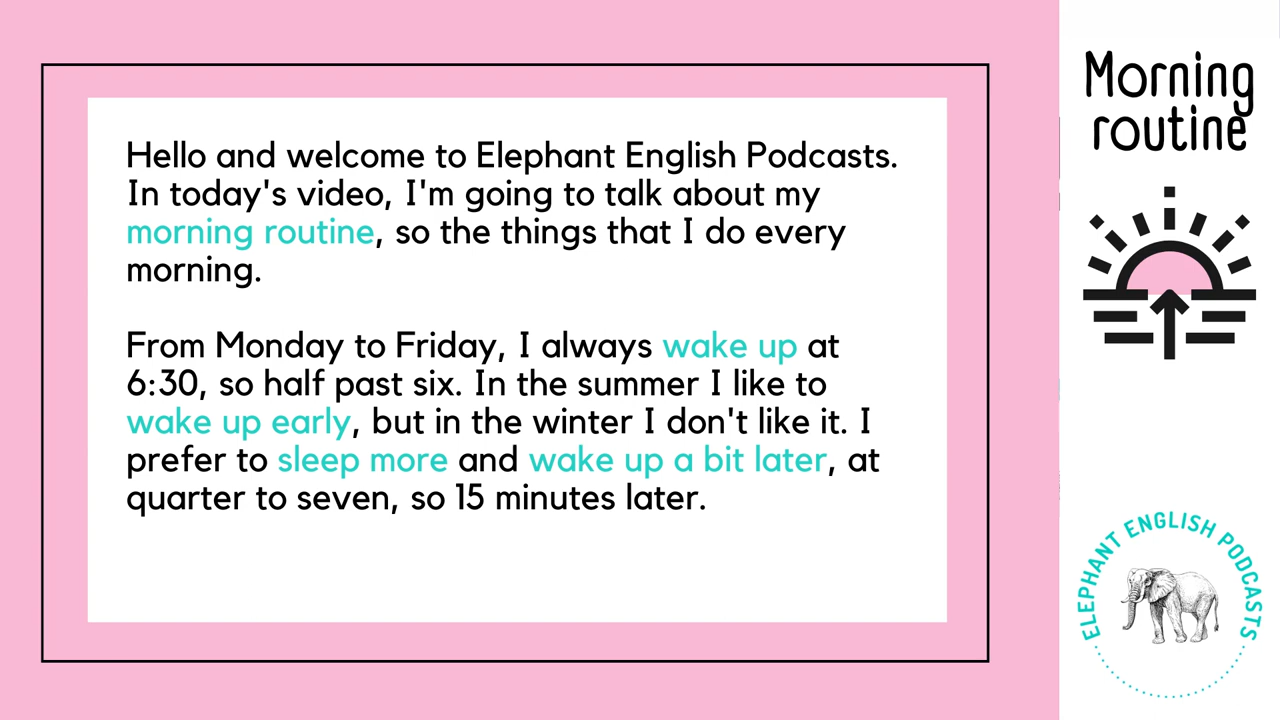 Hello and welcome to Elephant English Podcasts.
In today's video, I'm going to talk about my
morning routine, so the things that I do every
morning.
From Monday to Friday, I always wake up at
6:30, so half past six. In the summer I like to
wake up early, but in the winter I don't like it. I
prefer to sleep more and wake up a bit later, at
quarter to seven, so 15 minutes later.
Morning
routine
ELEPHANT ENGLISH PODCASTS